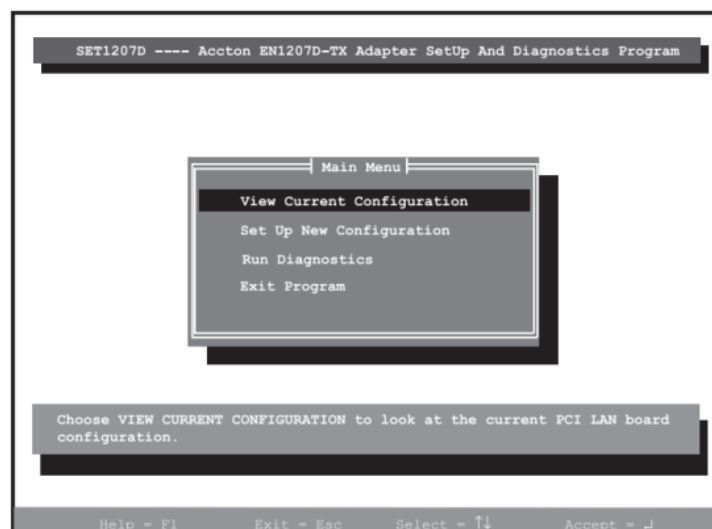 SET1207D ---- Accton EN1207D-TX Adapter SetUp And Diagnostics Program
Main Menu
View Current Configuration
Set Up New Configuration
Run Diagnostics
Exit Program
Choose VIEW CURRENT CONFIGURATION to look at the current PCI LAN board
configuration.
Help = F1 Exit = Esc Select = ↑↓ Accept = ↵